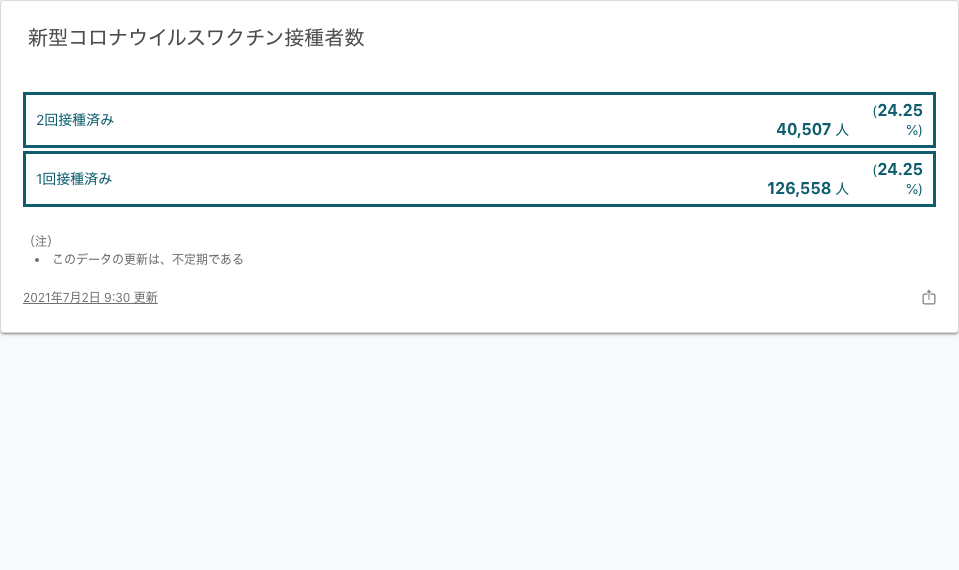 新型コロナウイルスワクチン接種者数
2回接種済み
40,507 人
(24.25
%)
1回接種済み
126,558 人
(24.25
%)
（注）
• このデータの更新は、不定期である
2021年7月2日 9:30 更新